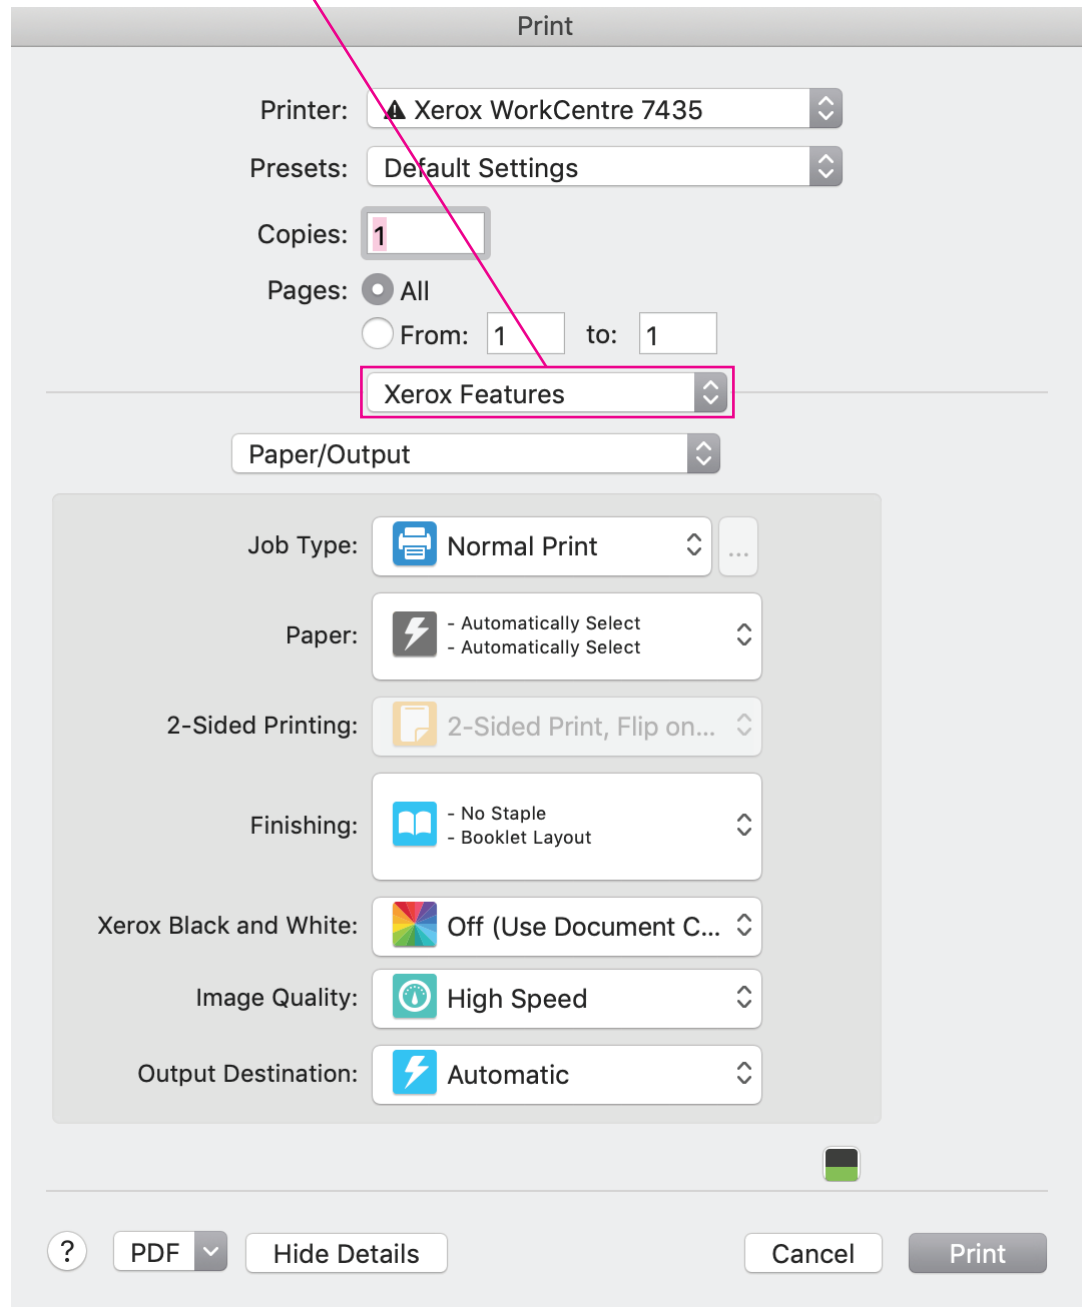 Print
Printer: Xerox WorkCentre 7435
Presets: Default Settings
Copies: 1
Pages: All
From: 1 to: 1
Xerox Features
Paper/Output
Job Type: Normal Print ...
Paper: - Automatically Select
- Automatically Select
2-Sided Printing: 2-Sided Print, Flip on...
Finishing: - No Staple
- Booklet Layout
Xerox Black and White: Off (Use Document C...
Image Quality: High Speed
Output Destination: Automatic
? PDF Hide Details Cancel Print